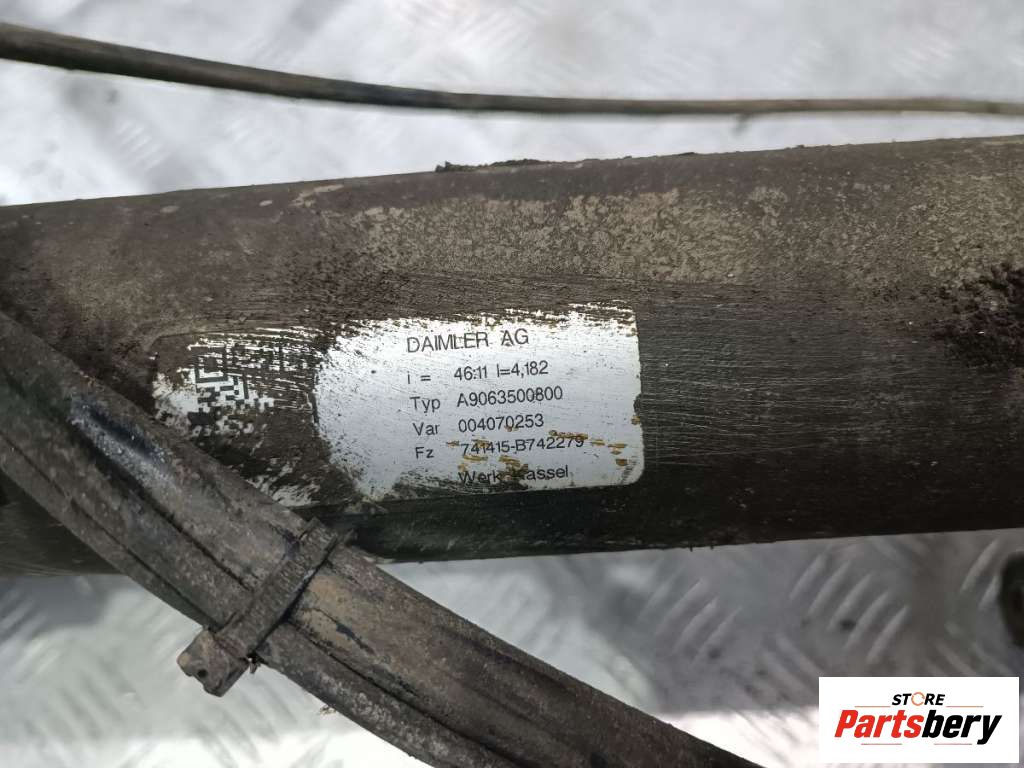 DAIMLER AG
i = 46:11 I=4,182
Typ A9063500800
Var 004070253
Fz 741415-B742279
Werk Kassel
STORE
Partsbery